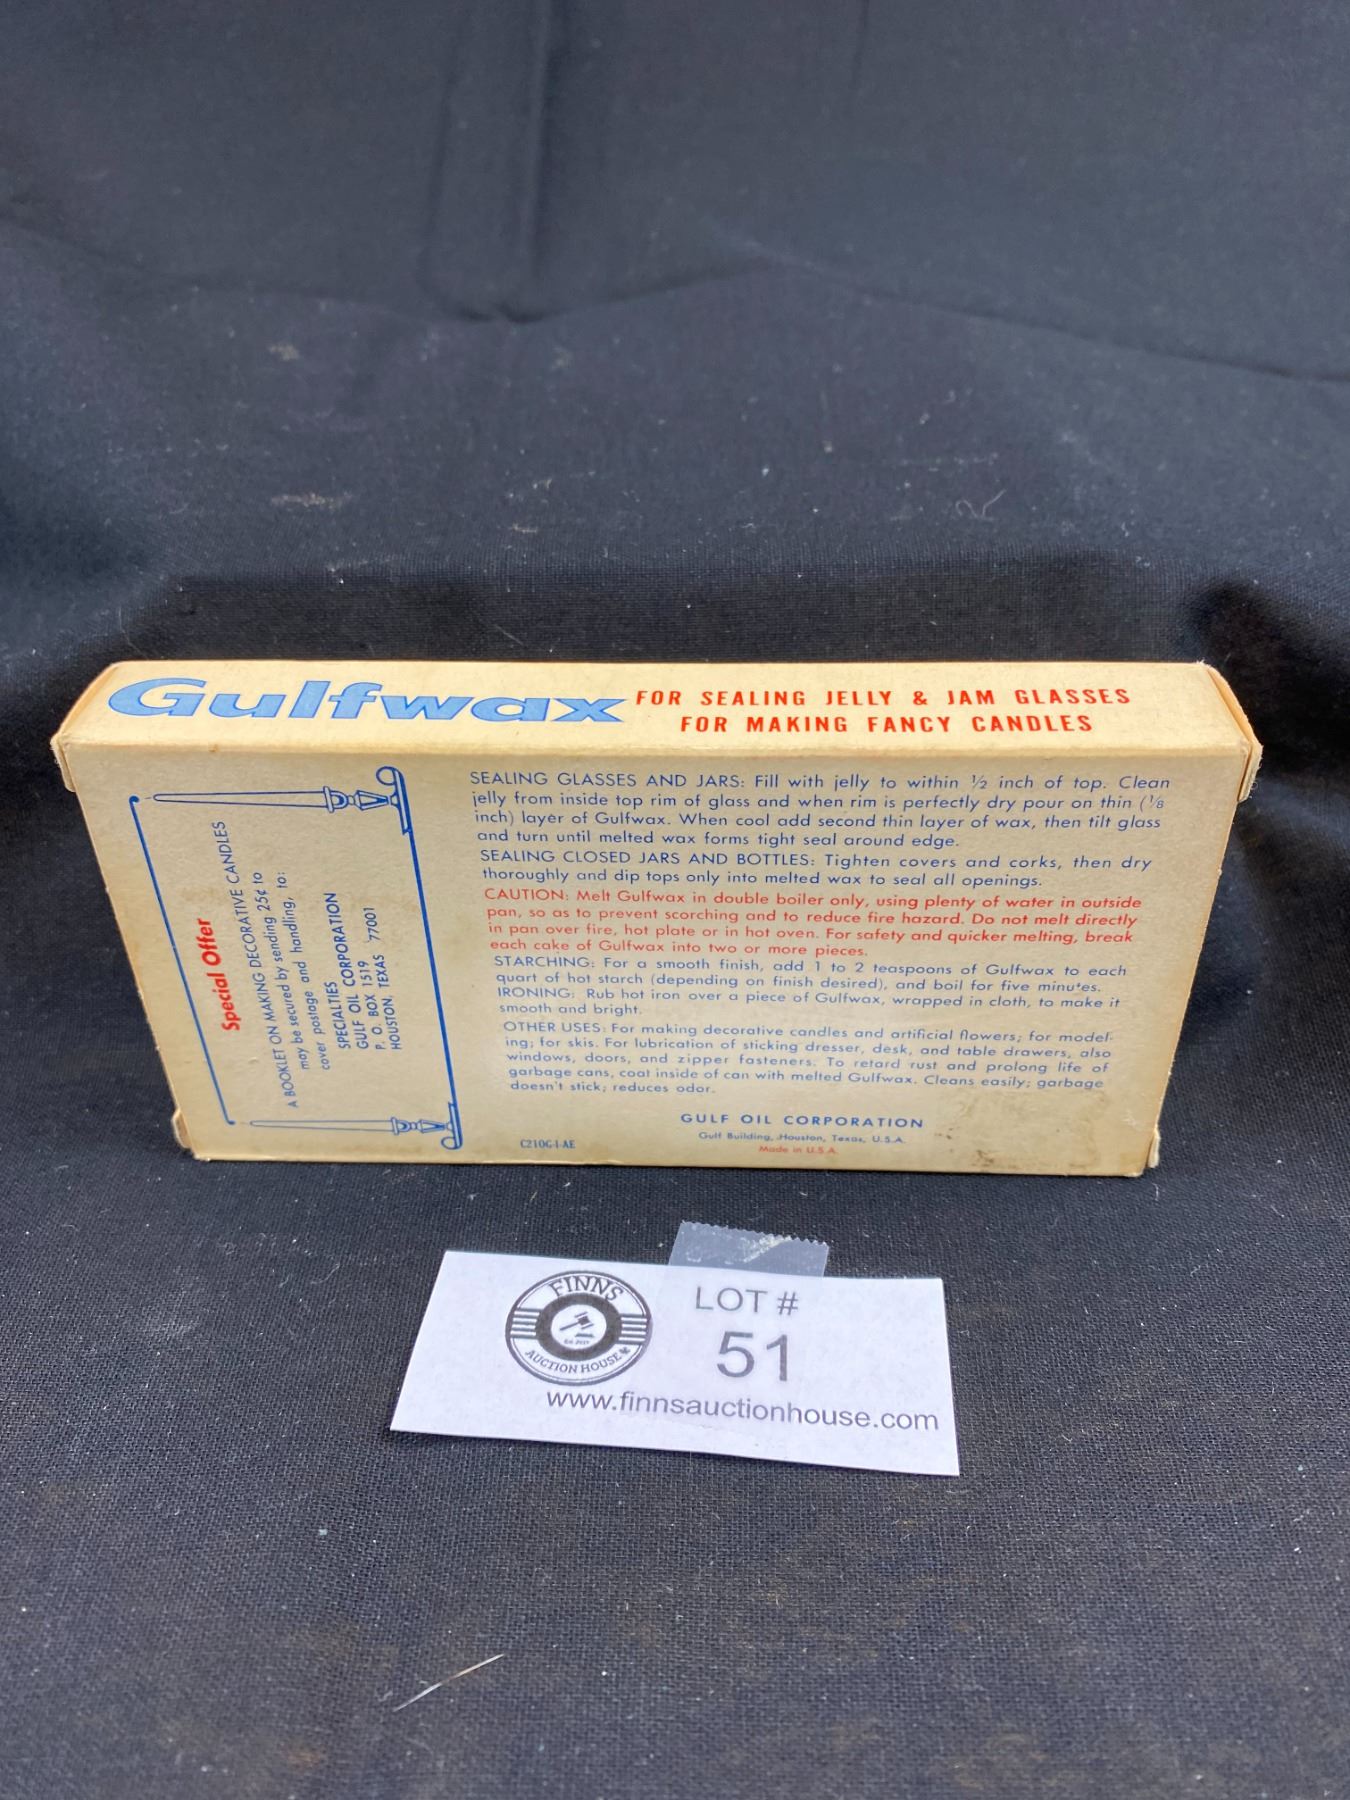 Gulfwax
FOR SEALING JELLY & JAM GLASSES
FOR MAKING FANCY CANDLES
Special Offer
A BOOKLET ON MAKING DECORATIVE CANDLES
may be secured by sending 25¢ to
cover postage and handling, to:
SPECIALTIES
GULF OIL CORPORATION
P. O. BOX 1519
HOUSTON, TEXAS 77001
SEALING GLASSES AND JARS: Fill with jelly to within ½ inch of top. Clean
jelly from inside top rim of glass and when rim is perfectly dry pour on thin (⅛
inch) layer of Gulfwax. When cool add second thin layer of wax, then tilt glass
and turn until melted wax forms tight seal around edge.
SEALING CLOSED JARS AND BOTTLES: Tighten covers and corks, then dry
thoroughly and dip tops only into melted wax to seal all openings.
CAUTION: Melt Gulfwax in double boiler only, using plenty of water in outside
pan, so as to prevent scorching and to reduce fire hazard. Do not melt directly
in pan over fire, hot plate or in hot oven. For safety and quicker melting, break
each cake of Gulfwax into two or more pieces.
STARCHING: For a smooth finish, add 1 to 2 teaspoons of Gulfwax to each
quart of hot starch (depending on finish desired), and boil for five minutes.
IRONING: Rub hot iron over a piece of Gulfwax, wrapped in cloth, to make it
smooth and bright.
OTHER USES: For making decorative candles and artificial flowers; for model-
ing; for skis. For lubrication of sticking dresser, desk, and table drawers, also
windows, doors, and zipper fasteners. To retard rust and prolong life of
garbage cans, coat inside of can with melted Gulfwax. Cleans easily; garbage
doesn't stick; reduces odor.
GULF OIL CORPORATION
Gulf Building, Houston, Texas, U.S.A.
Made in U.S.A.
C210G-1-AE
FINNS
AUCTION HOUSE
LOT #
51
www.finnsauctionhouse.com